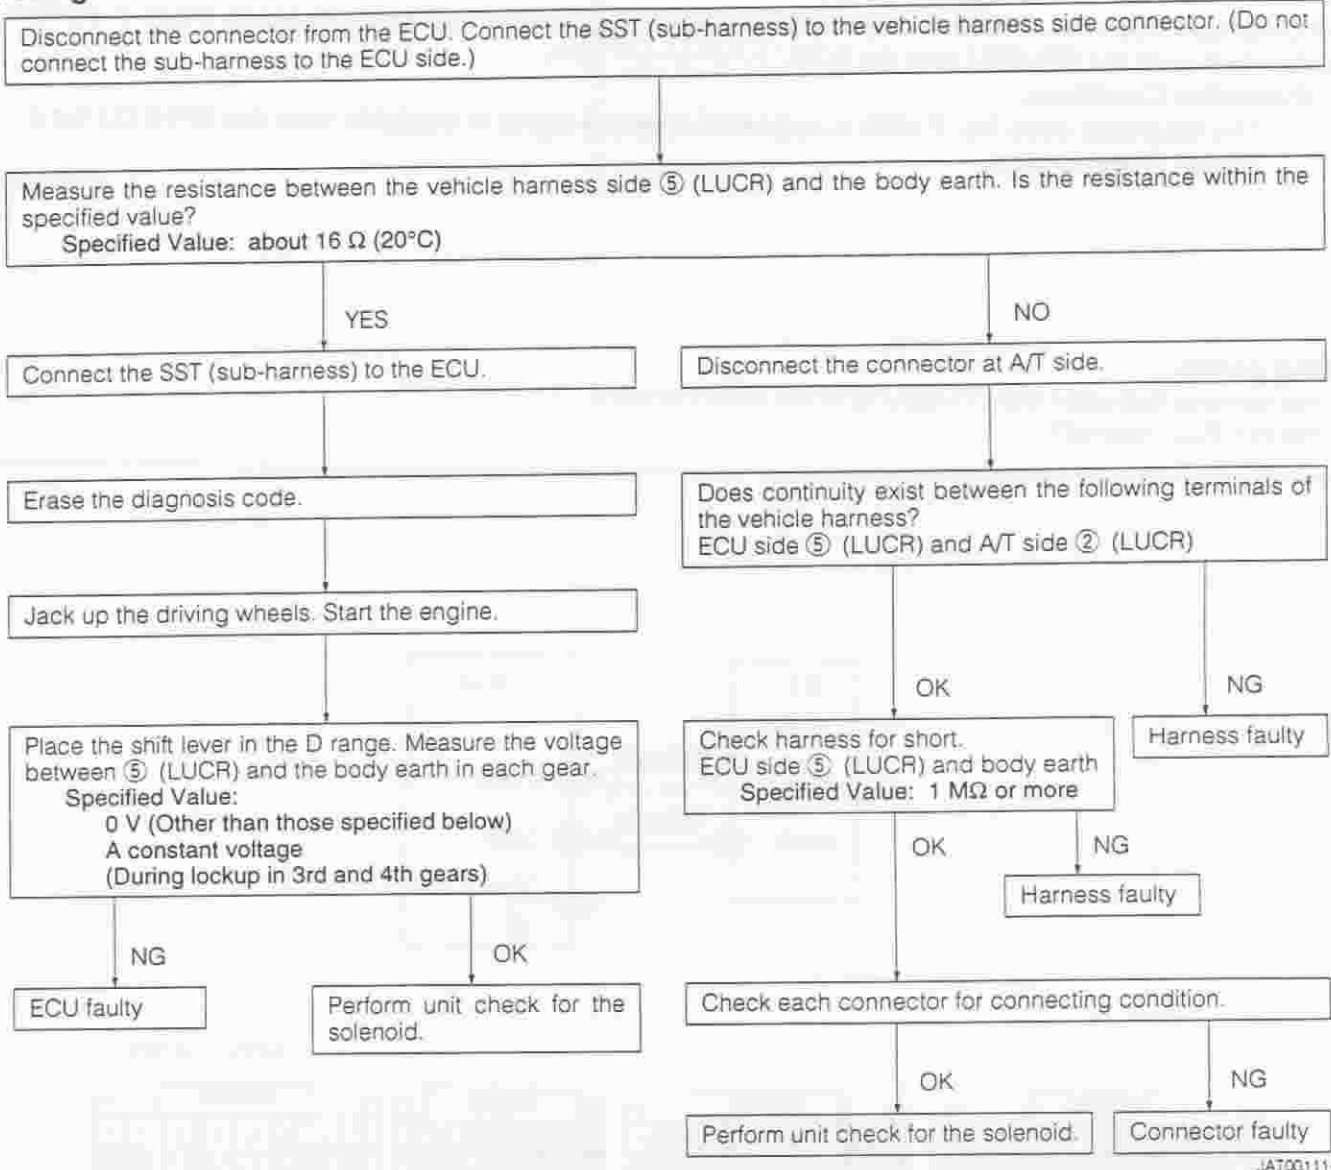 Disconnect the connector from the ECU. Connect the SST (sub-harness) to the vehicle harness side connector. (Do not
connect the sub-harness to the ECU side.)
Measure the resistance between the vehicle harness side ⑤ (LUCR) and the body earth. Is the resistance within the
specified value?
Specified Value: about 16 Ω (20°C)
YES
NO
Connect the SST (sub-harness) to the ECU.
Disconnect the connector at A/T side.
Erase the diagnosis code.
Does continuity exist between the following terminals of
the vehicle harness?
ECU side ⑤ (LUCR) and A/T side ② (LUCR)
Jack up the driving wheels. Start the engine.
OK
NG
Place the shift lever in the D range. Measure the voltage
between ⑤ (LUCR) and the body earth in each gear.
Specified Value:
0 V (Other than those specified below)
A constant voltage
(During lockup in 3rd and 4th gears)
Check harness for short.
ECU side ⑤ (LUCR) and body earth
Specified Value: 1 MΩ or more
Harness faulty
OK
NG
Harness faulty
NG
OK
ECU faulty
Perform unit check for the
solenoid.
Check each connector for connecting condition.
OK
NG
Perform unit check for the solenoid.
Connector faulty
JAT00111